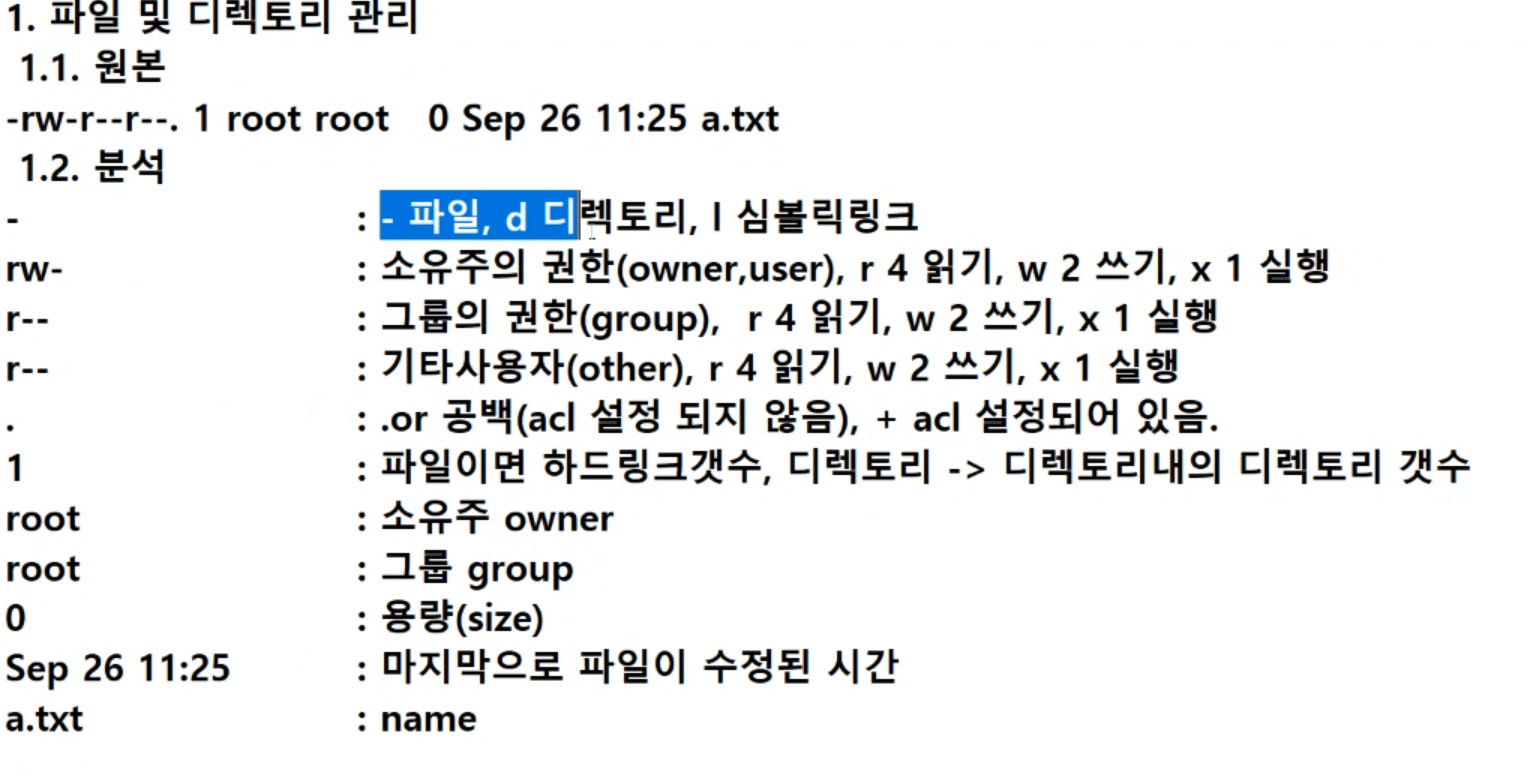 1. 파일 및 디렉토리 관리
1.1. 원본
-rw-r--r--. 1 root root 0 Sep 26 11:25 a.txt
1.2. 분석
- : - 파일, d 디렉토리, l 심볼릭링크
rw- : 소유주의 권한(owner,user), r 4 읽기, w 2 쓰기, x 1 실행
r-- : 그룹의 권한(group), r 4 읽기, w 2 쓰기, x 1 실행
r-- : 기타사용자(other), r 4 읽기, w 2 쓰기, x 1 실행
. : .or 공백(acl 설정 되지 않음), + acl 설정되어 있음.
1 : 파일이면 하드링크갯수, 디렉토리 -> 디렉토리내의 디렉토리 갯수
root : 소유주 owner
root : 그룹 group
0 : 용량(size)
Sep 26 11:25 : 마지막으로 파일이 수정된 시간
a.txt : name